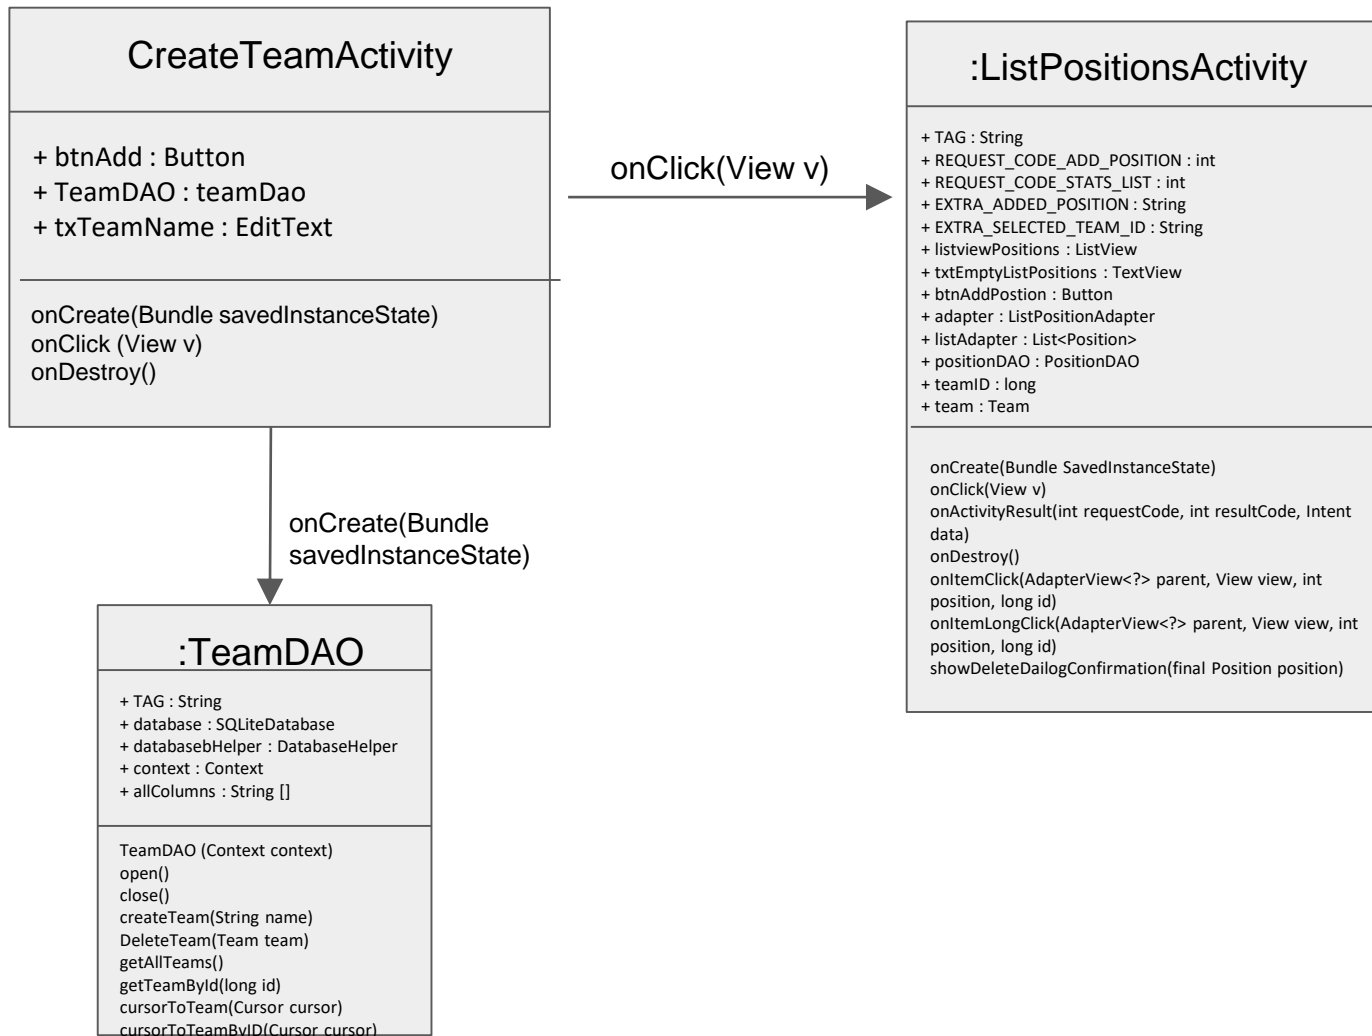 CreateTeamActivity
+ btnAdd : Button
+ TeamDAO : teamDao
+ txTeamName : EditText
onCreate(Bundle savedInstanceState)
onClick (View v)
onDestroy()
onClick(View v)
:ListPositionsActivity
+ TAG : String
+ REQUEST_CODE_ADD_POSITION : int
+ REQUEST_CODE_STATS_LIST : int
+ EXTRA_ADDED_POSITION : String
+ EXTRA_SELECTED_TEAM_ID : String
+ listviewPositions : ListView
+ txtEmptyListPositions : TextView
+ btnAddPostion : Button
+ adapter : ListPositionAdapter
+ listAdapter : List<Position>
+ positionDAO : PositionDAO
+ teamID : long
+ team : Team
onCreate(Bundle SavedInstanceState)
onClick(View v)
onActivityResult(int requestCode, int resultCode, Intent
data)
onDestroy()
onItemClick(AdapterView<?> parent, View view, int
position, long id)
onItemLongClick(AdapterView<?> parent, View view, int
position, long id)
showDeleteDailogConfirmation(final Position position)
onCreate(Bundle
savedInstanceState)
:TeamDAO
+ TAG : String
+ database : SQLiteDatabase
+ databasebHelper : DatabaseHelper
+ context : Context
+ allColumns : String []
TeamDAO (Context context)
open()
close()
createTeam(String name)
DeleteTeam(Team team)
getAllTeams()
getTeamById(long id)
cursorToTeam(Cursor cursor)
cursorToTeamByID(Cursor cursor)